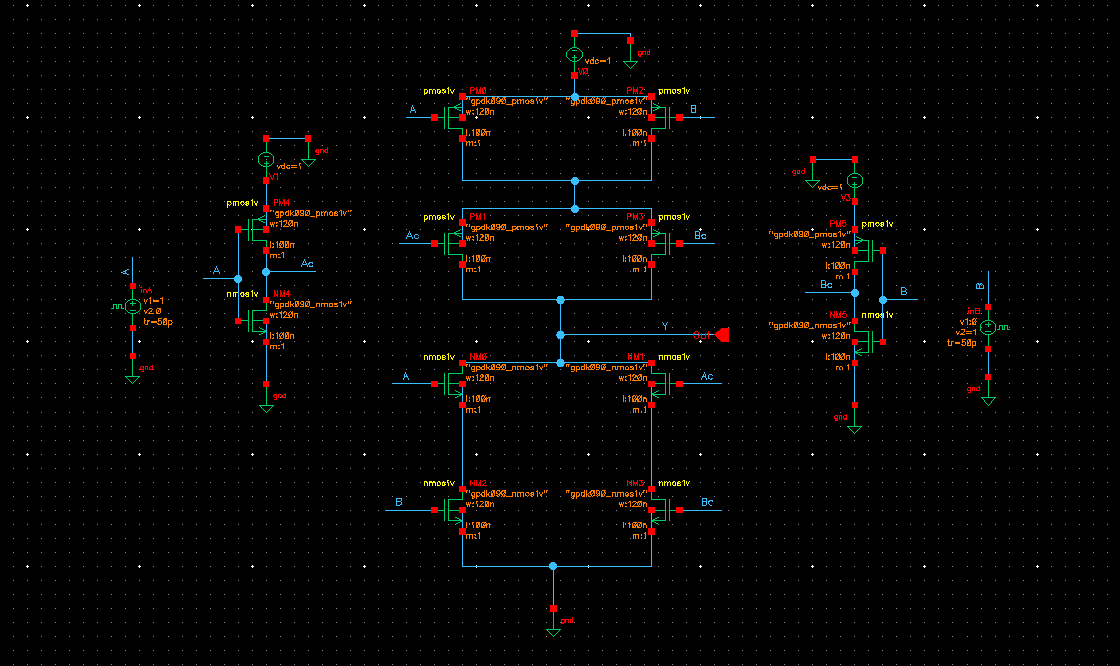 gnd
vdc=1
V0
pmos1v
PM0
"gpdk090_pmos1v"
w:120n
l:100n
m:1
A
PM2
pmos1v
"gpdk090_pmos1v"
w:120n
l:100n
m:1
B
gnd
vdc=1
V1
pmos1v
PM4
"gpdk090_pmos1v"
w:120n
l:100n
m:1
A
Ac
nmos1v
NM4
"gpdk090_nmos1v"
w:120n
l:100n
m:1
gnd
A
inA
v1=1
v2:0
tr=50p
gnd
pmos1v
PM1
"gpdk090_pmos1v"
w:120n
l:100n
m:1
Ac
PM3
pmos1v
"gpdk090_pmos1v"
w:120n
l:100n
m:1
Bc
Y
nmos1v
NM0
"gpdk090_nmos1v"
w:120n
l:100n
m:1
A
NM1
nmos1v
"gpdk090_nmos1v"
w:120n
l:100n
m:1
Ac
nmos1v
NM2
"gpdk090_nmos1v"
w:120n
l:100n
m:1
B
NM3
nmos1v
"gpdk090_nmos1v"
w:120n
l:100n
m:1
Bc
gnd
gnd
vdc=1
V3
PM5
pmos1v
"gpdk090_pmos1v"
w:120n
l:100n
m:1
Bc
B
nmos1v
"gpdk090_nmos1v"
w:120n
l:100n
m:1
gnd
B
inB
v1:0
v2=1
tr=50p
gnd